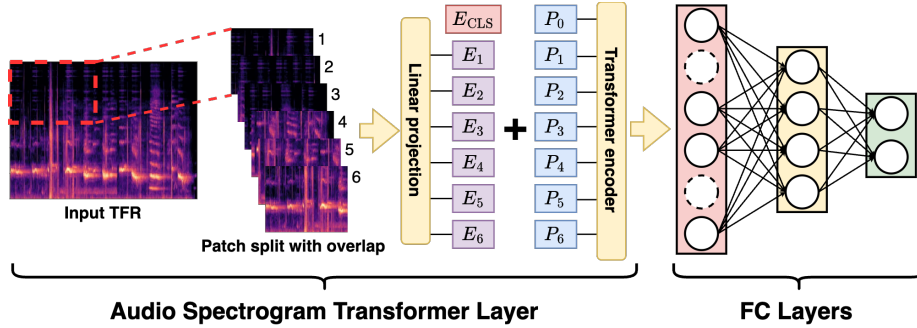 Input TFR
1
2
3
4
5
6
Patch split with overlap
Linear projection
E_CLS
E_1
E_2
E_3
E_4
E_5
E_6
+
P_0
P_1
P_2
P_3
P_4
P_5
P_6
Transformer encoder
Audio Spectrogram Transformer Layer
FC Layers